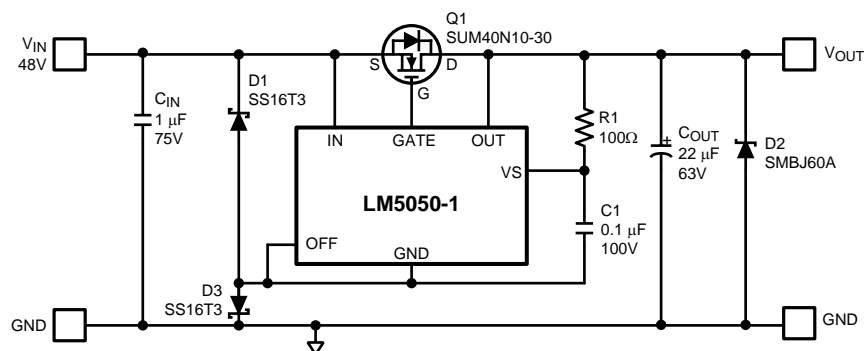 Q1
SUM40N10-30
VIN
48V
S
D
G
VOUT
D1
SS16T3
CIN
1 μF
75V
IN
GATE
OUT
R1
100Ω
COUT
22 μF
63V
+
D2
SMBJ60A
VS
LM5050-1
C1
0.1 μF
100V
OFF
GND
D3
SS16T3
GND
GND